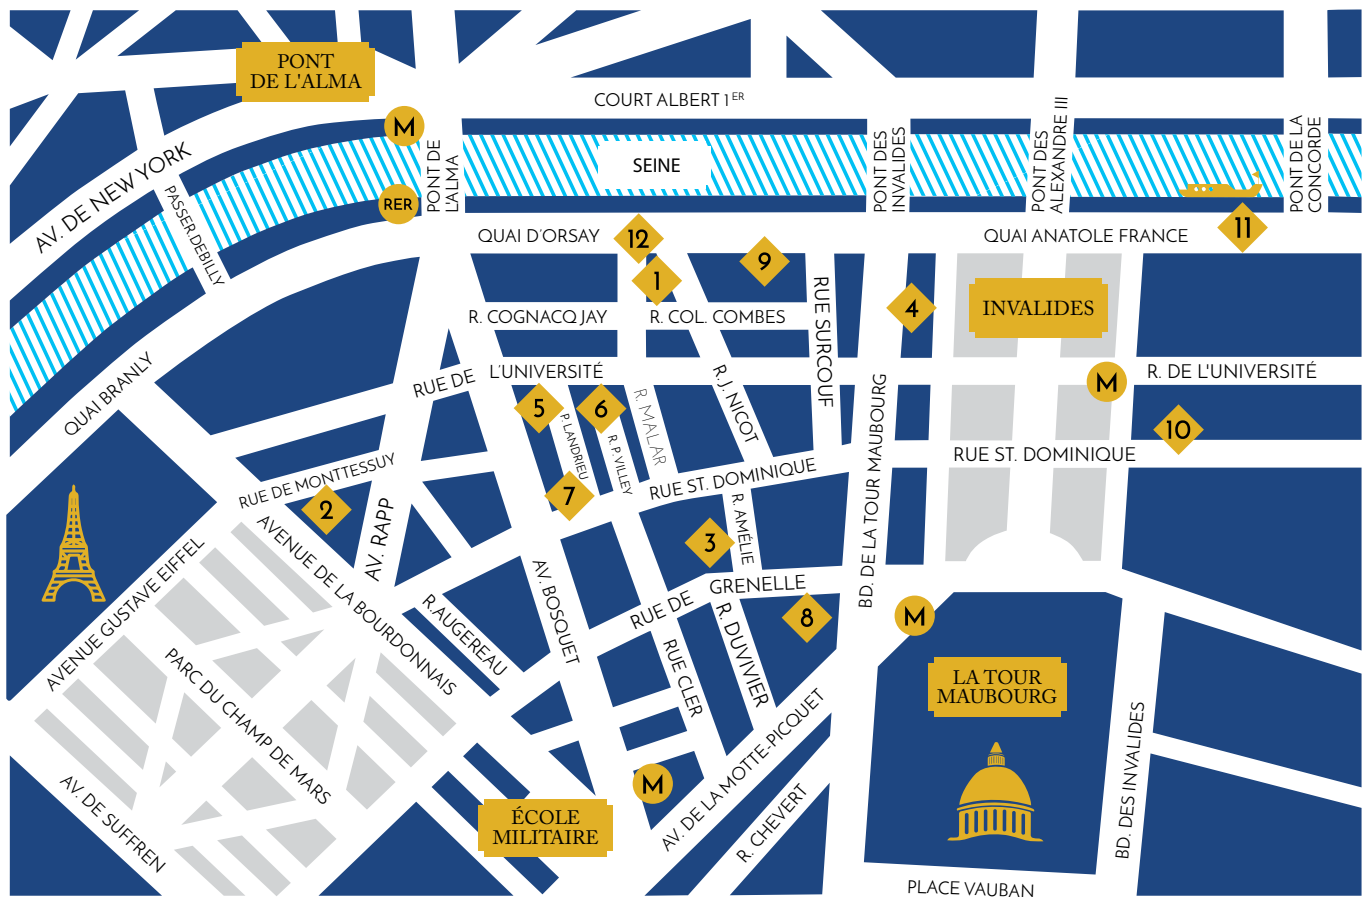 PONT
DE L'ALMA
COURT ALBERT 1ER
M
AV. DE NEW YORK
PASSER.DEBILLY
RER
PONT DE
L'ALMA
SEINE
PONT DES
INVALIDES
PONT DES
ALEXANDRE III
PONT DE LA
CONCORDE
QUAI D'ORSAY
12
9
QUAI ANATOLE FRANCE
11
1
4
INVALIDES
R. COGNACQ JAY
R. COL. COMBES
RUE SURCOUF
QUAI BRANLY
RUE DE
L'UNIVERSITÉ
R. J. NICOT
M
R. DE L'UNIVERSITÉ
5
6
P. LANDRIEU
R. P. VILLEY
R. MALAR
BD. DE LA TOUR MAUBOURG
10
RUE ST. DOMINIQUE
RUE DE MONTTESSUY
2
7
RUE ST. DOMINIQUE
AV. RAPP
AVENUE DE LA BOURDONNAIS
R. AMÉLIE
3
AVENUE GUSTAVE EIFFEL
AV. BOSQUET
R.AUGEREAU
RUE DE
GRENELLE
8
M
R. DUVIVIER
RUE CLER
PARC DU CHAMP DE MARS
LA TOUR
MAUBOURG
AV. DE LA MOTTE-PICQUET
BD. DES INVALIDES
M
AV. DE SUFFREN
ÉCOLE
MILITAIRE
R. CHEVERT
PLACE VAUBAN